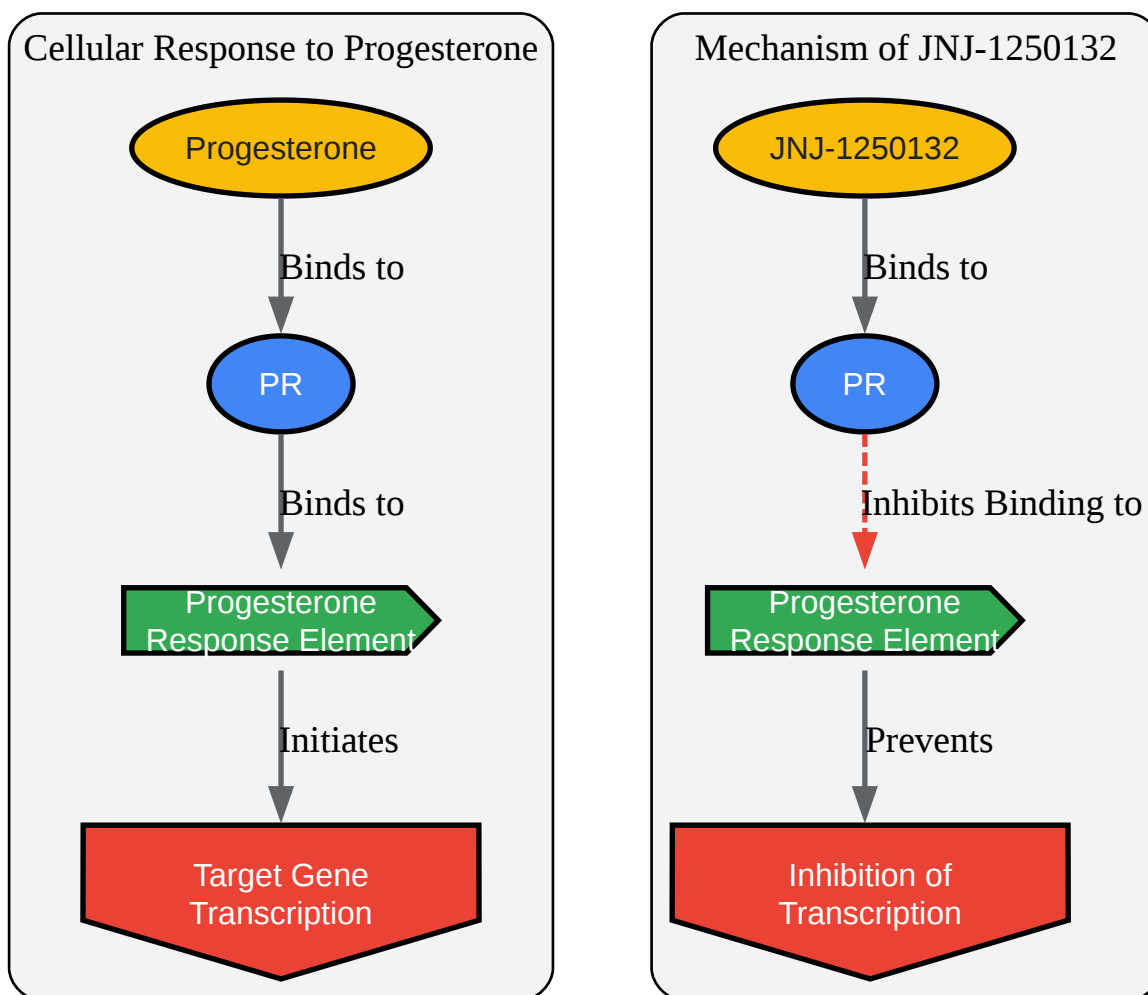 Cellular Response to Progesterone
Progesterone
Binds to
PR
Binds to
Progesterone
Response Element
Initiates
Target Gene
Transcription
Mechanism of JNJ-1250132
JNJ-1250132
Binds to
PR
Inhibits Binding to
Progesterone
Response Element
Prevents
Inhibition of
Transcription